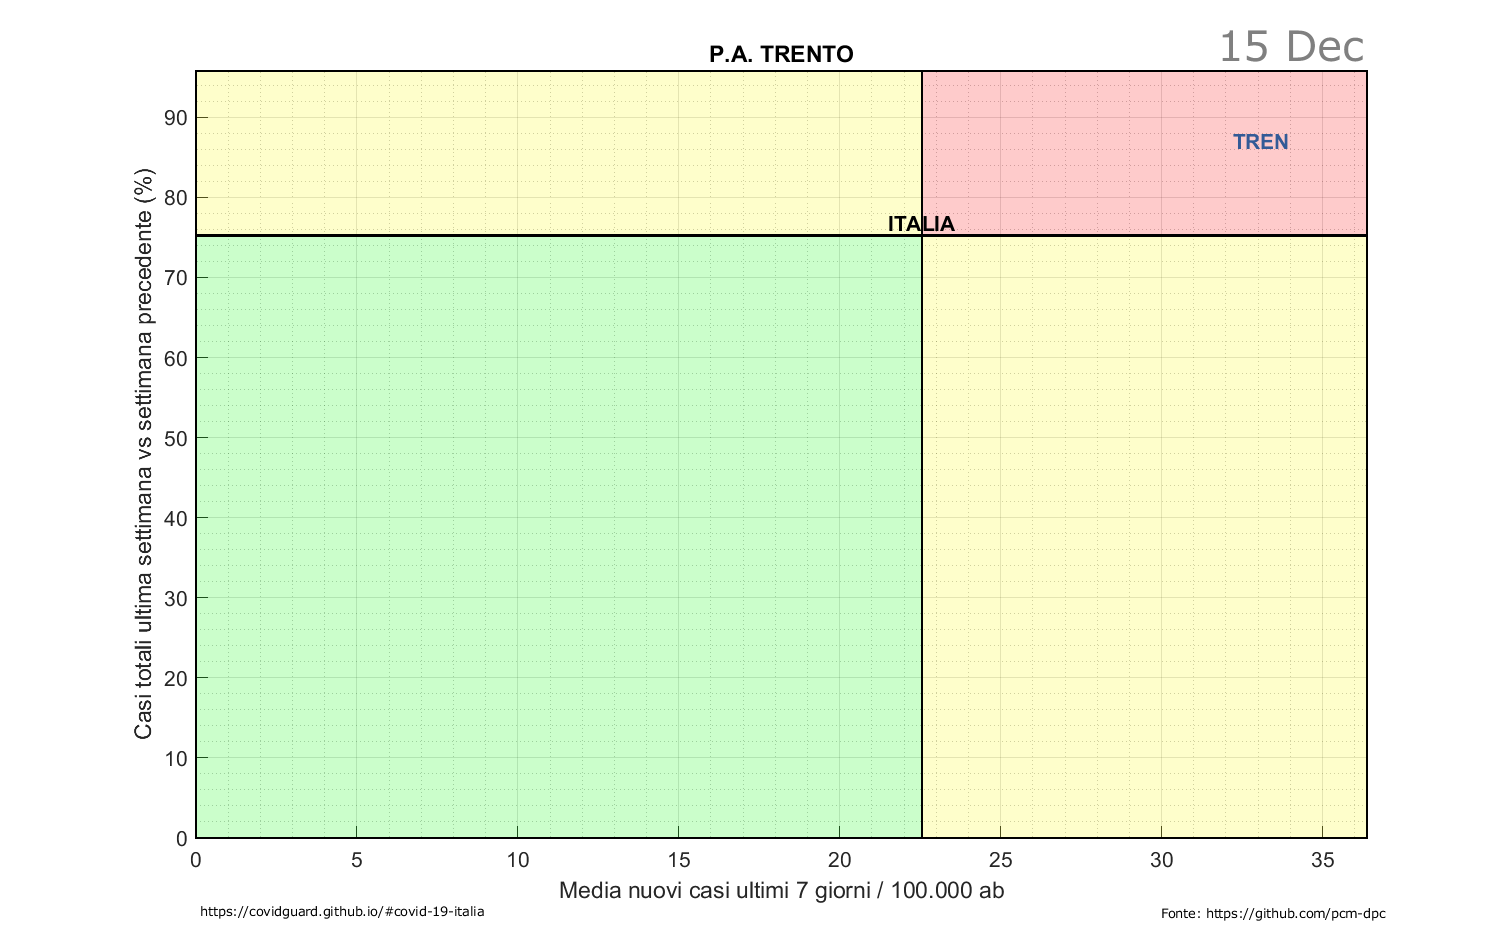 15 Dec
P.A. TRENTO
Casi totali ultima settimana vs settimana precedente (%)
90
TREN
80
ITALIA
70
60
50
40
30
20
10
0
0 5 10 15 20 25 30 35
Media nuovi casi ultimi 7 giorni / 100.000 ab
https://covidguard.github.io/#covid-19-italia
Fonte: https://github.com/pcm-dpc